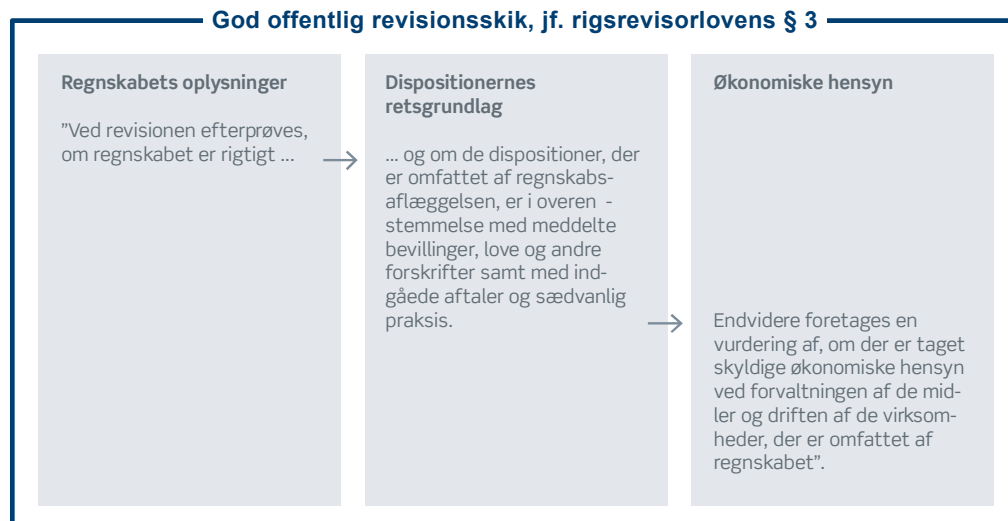 God offentlig revisionsskik, jf. rigsrevisorlovens § 3
Regnskabets oplysninger
”Ved revisionen efterprøves,
om regnskabet er rigtigt ...
Dispositionernes
retsgrundlag
... og om de dispositioner, der
er omfattet af regnskabs-
aflæggelsen, er i overen -
stemmelse med meddelte
bevillinger, love og andre
forskrifter samt med ind-
gåede aftaler og sædvanlig
praksis.
Økonomiske hensyn
Endvidere foretages en
vurdering af, om der er taget
skyldige økonomiske hensyn
ved forvaltningen af de mid-
ler og driften af de virksom-
heder, der er omfattet af
regnskabet”.